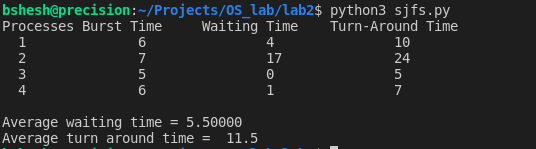 bshesh@precision:~/Projects/OS_lab/lab2$ python3 sjfs.py
Processes Burst Time Waiting Time Turn-Around Time
1 6 4 10
2 7 17 24
3 5 0 5
4 6 1 7
Average waiting time = 5.50000
Average turn around time = 11.5